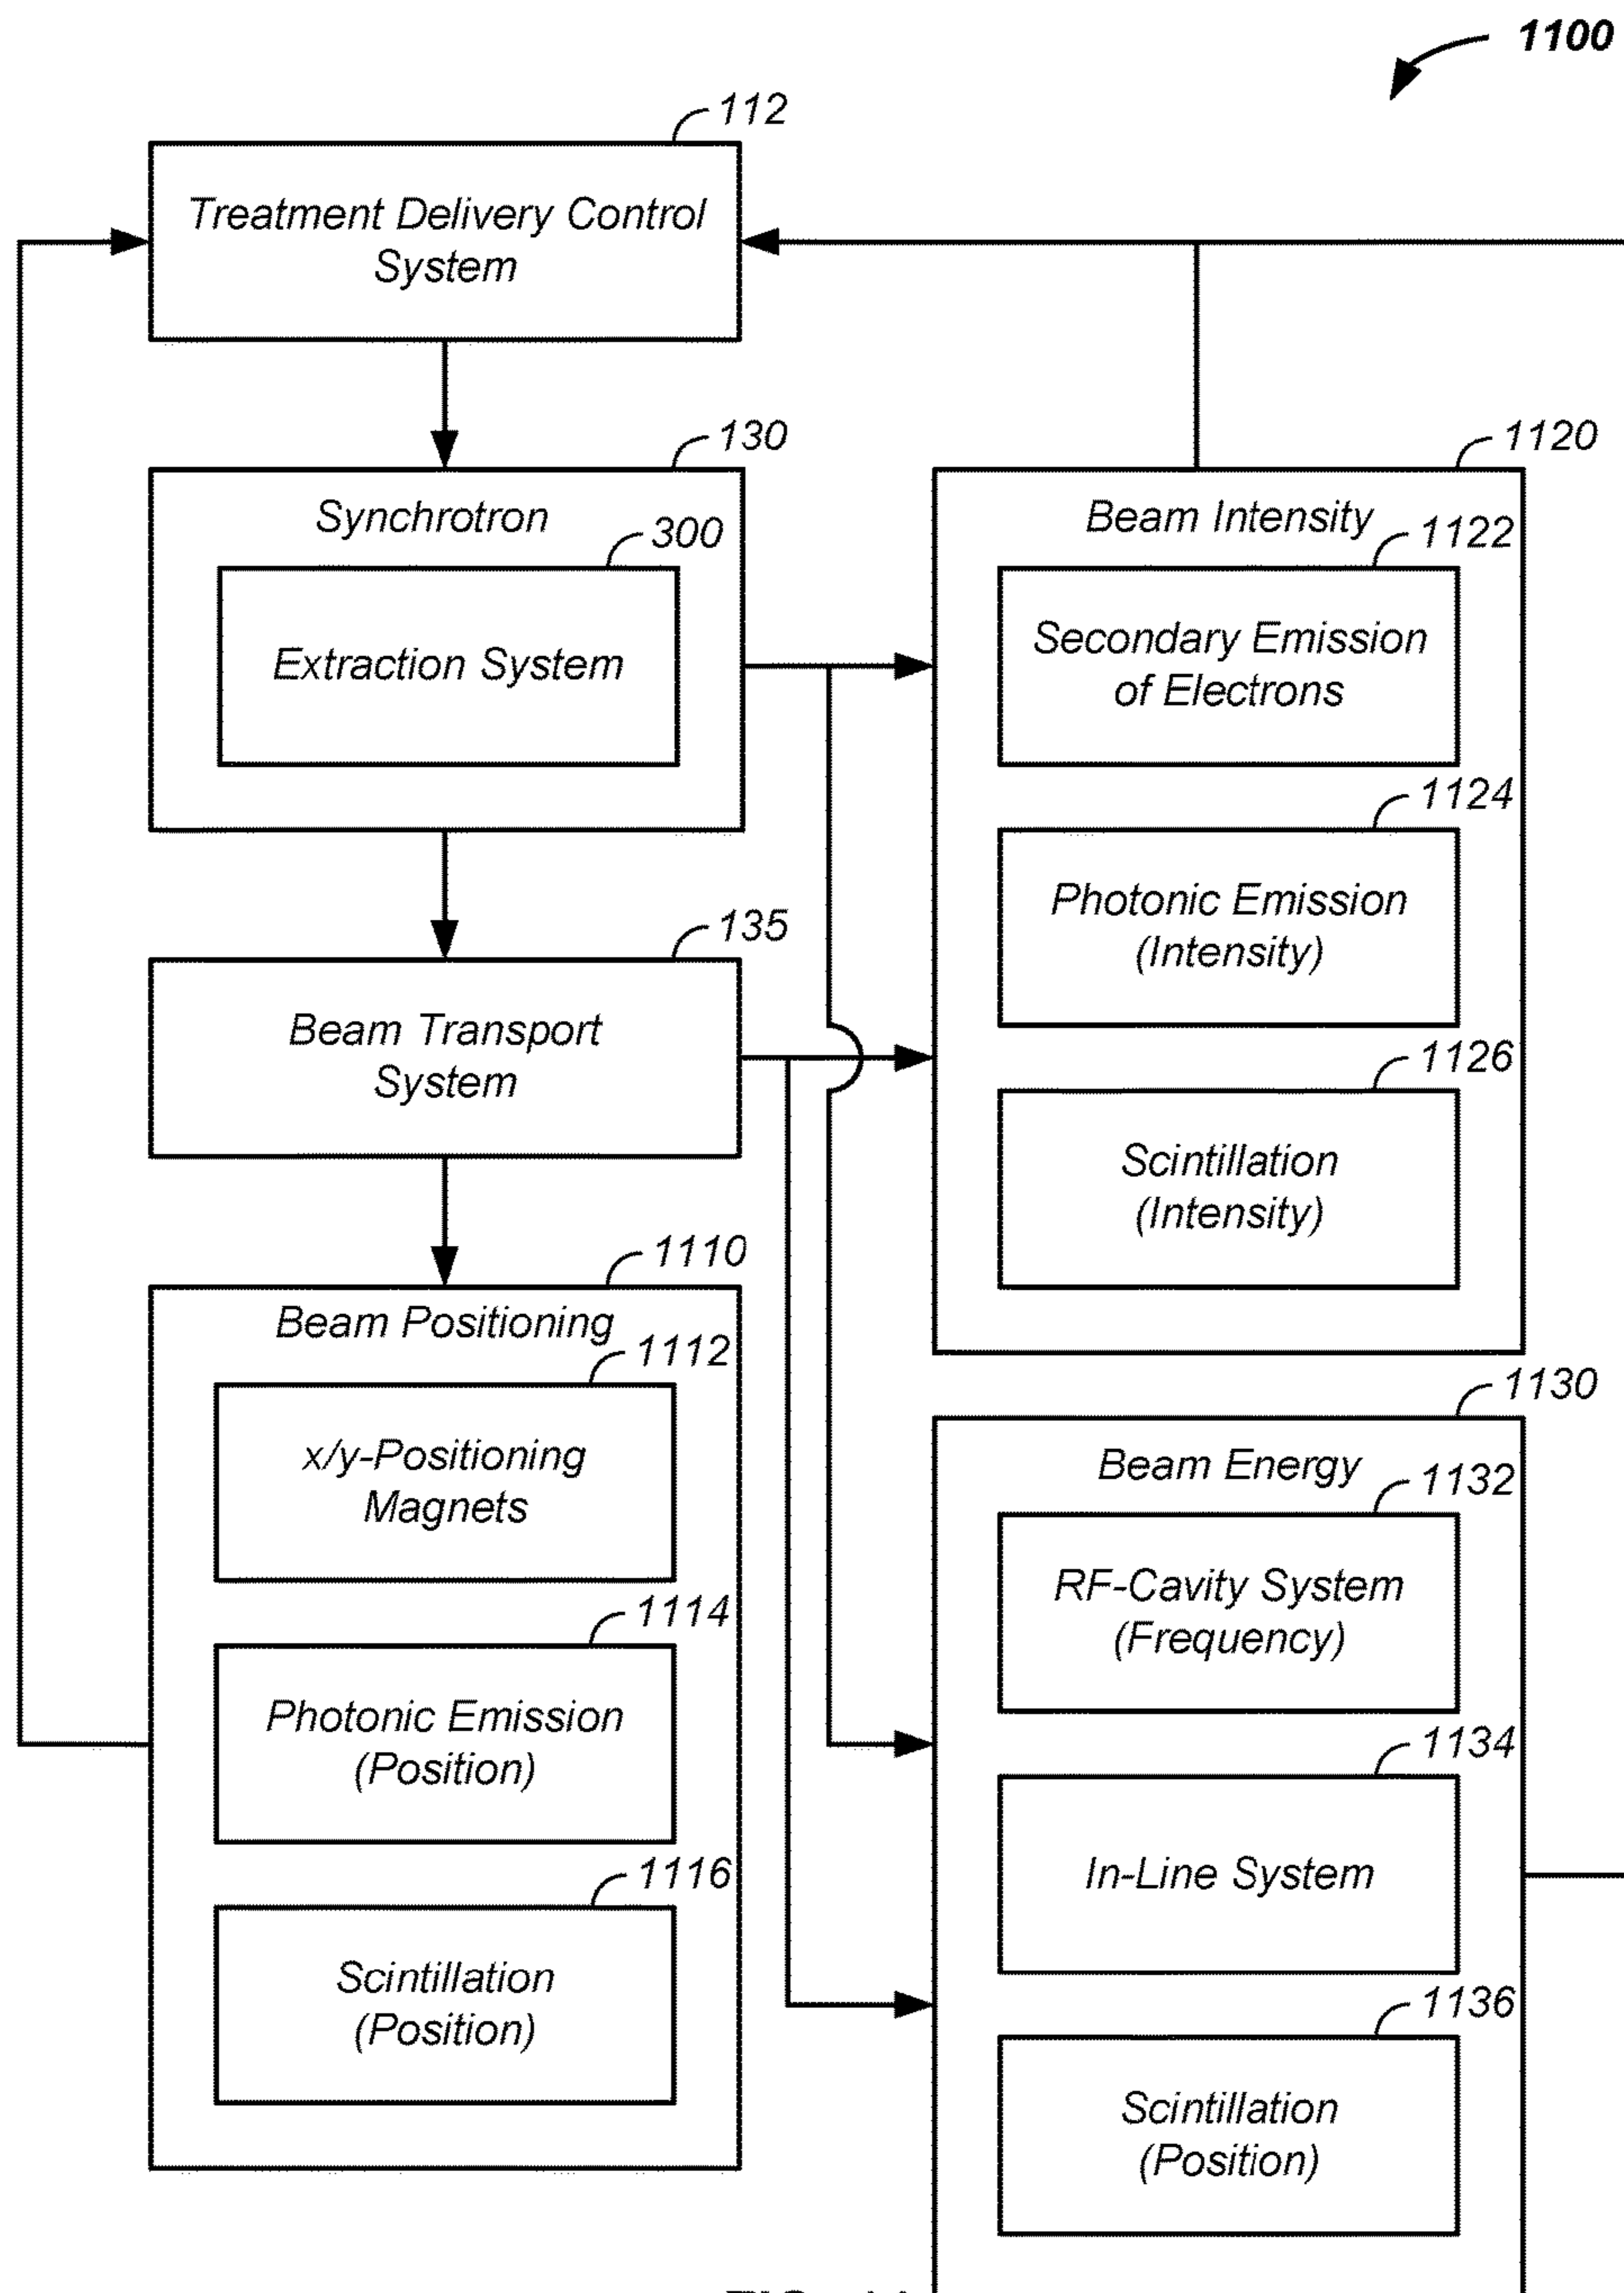 1100
112
Treatment Delivery Control
System
130
Synchrotron
300
Extraction System
135
Beam Transport
System
1110
Beam Positioning
1112
x/y-Positioning
Magnets
1114
Photonic Emission
(Position)
1116
Scintillation
(Position)
1120
Beam Intensity
1122
Secondary Emission
of Electrons
1124
Photonic Emission
(Intensity)
1126
Scintillation
(Intensity)
1130
Beam Energy
1132
RF-Cavity System
(Frequency)
1134
In-Line System
1136
Scintillation
(Position)